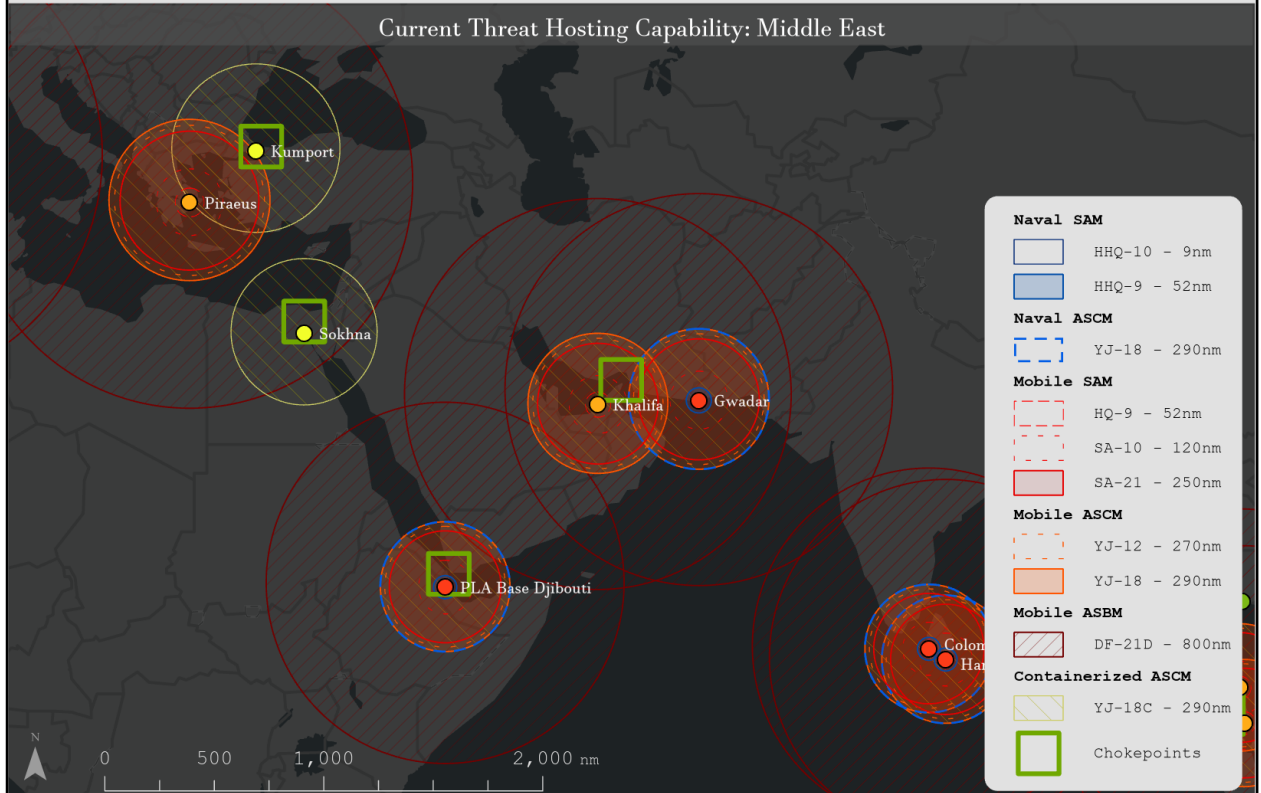 Current Threat Hosting Capability: Middle East
Kumport
Piraeus
Sokhna
Khalifa
Gwadar
PLA Base Djibouti
Colom
Har
N
0 500 1,000 2,000 nm
Naval SAM
HHQ-10 - 9nm
HHQ-9 - 52nm
Naval ASCM
YJ-18 - 290nm
Mobile SAM
HQ-9 - 52nm
SA-10 - 120nm
SA-21 - 250nm
Mobile ASCM
YJ-12 - 270nm
YJ-18 - 290nm
Mobile ASBM
DF-21D - 800nm
Containerized ASCM
YJ-18C - 290nm
Chokepoints